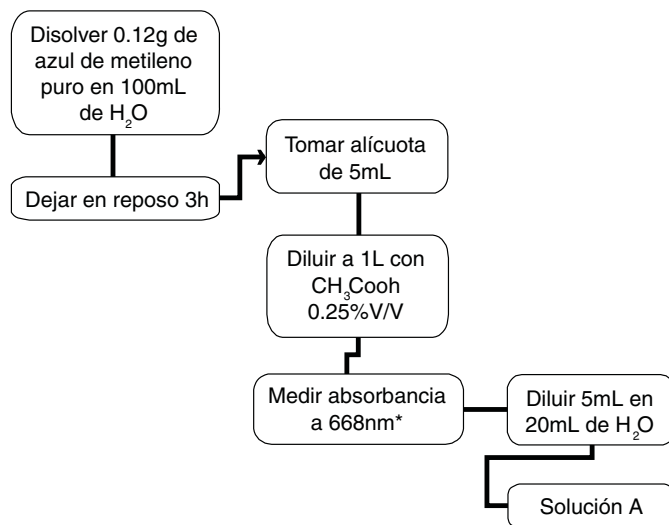 Disolver 0.12g de
azul de metileno
puro en 100mL
de H₂O
Dejar en reposo 3h
Tomar alícuota
de 5mL
Diluir a 1L con
CH₃Cooh
0.25%V/V
Medir absorbancia
a 668nm*
Diluir 5mL en
20mL de H₂O
Solución A